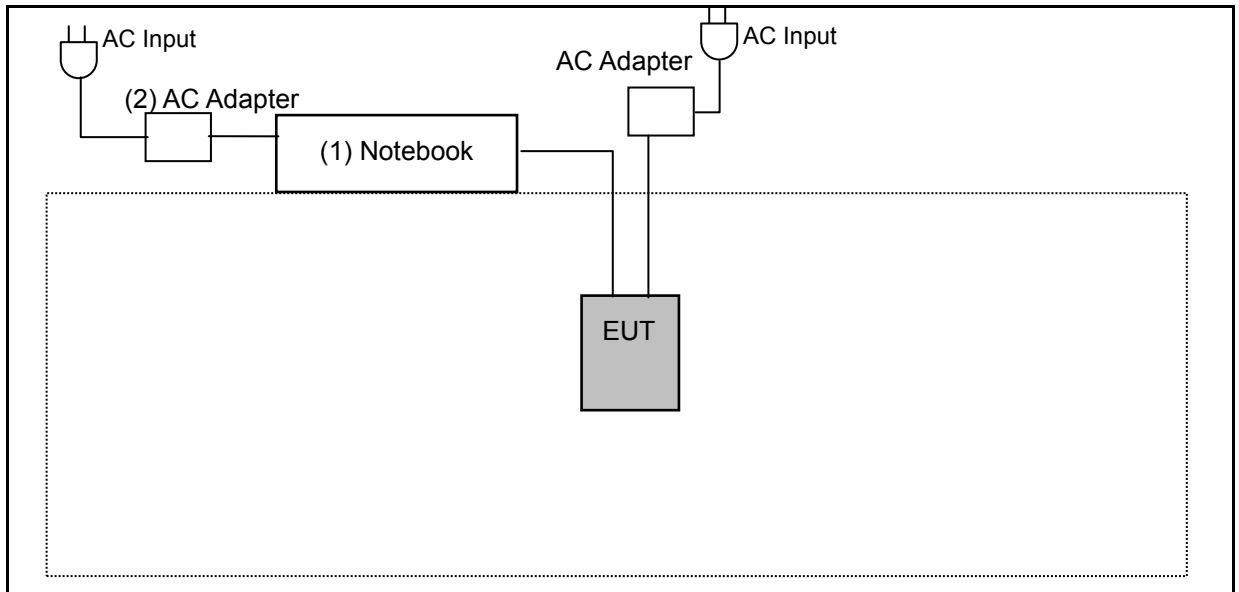 AC Input
AC Input
AC Adapter
(2) AC Adapter
(1) Notebook
EUT